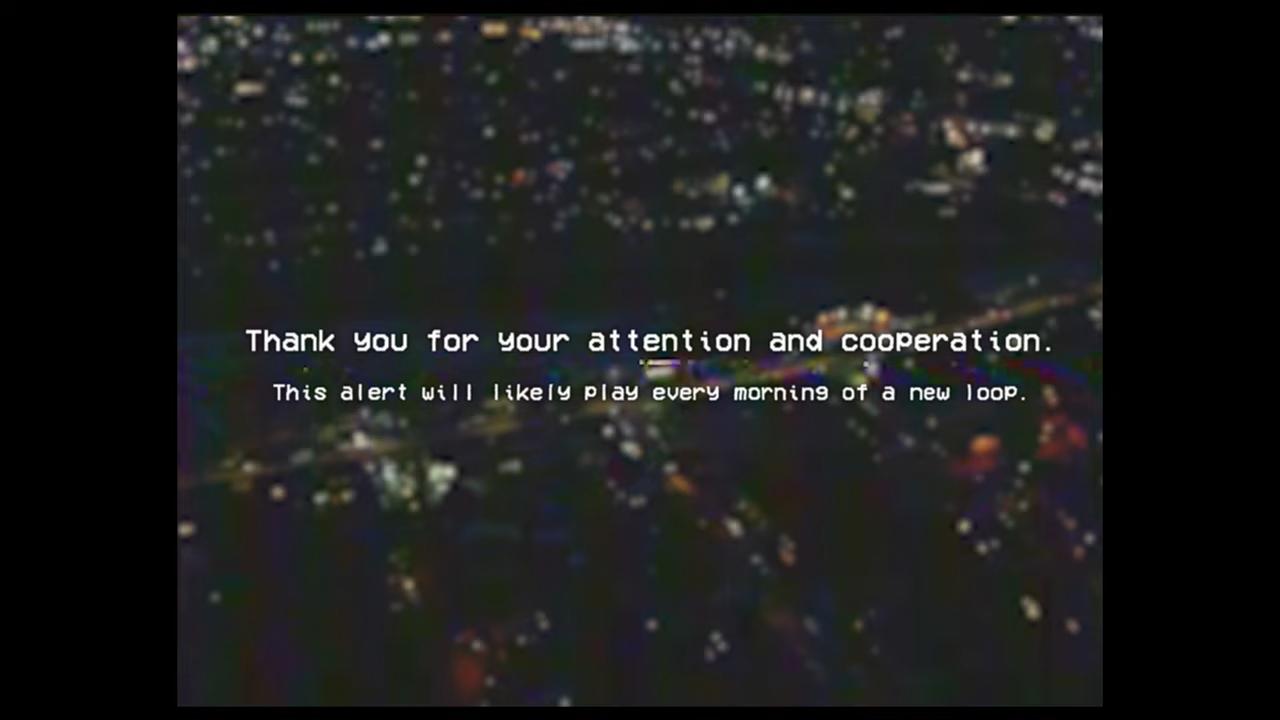 Thank you for your attention and cooperation.
This alert will likely play every morning of a new loop.